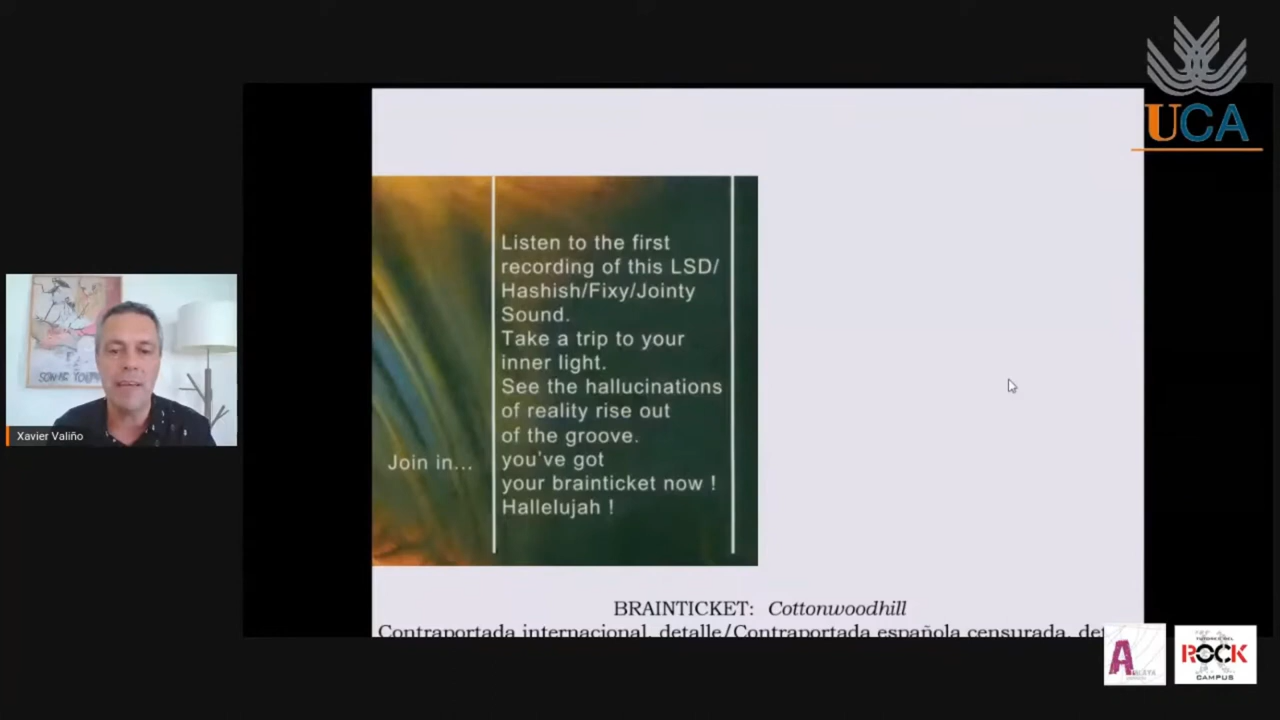 UCA
Listen to the first
recording of this LSD/
Hashish/Fixy/Jointy
Sound.
Take a trip to your
inner light.
See the hallucinations
of reality rise out
of the groove.
you've got
your brainticket now !
Hallelujah !
Join in...
Xavier Valiño
BRAINTICKET: Cottonwoodhill
Contraportada internacional, detalle/Contraportada española censurada, det
ROCK
CAMPUS